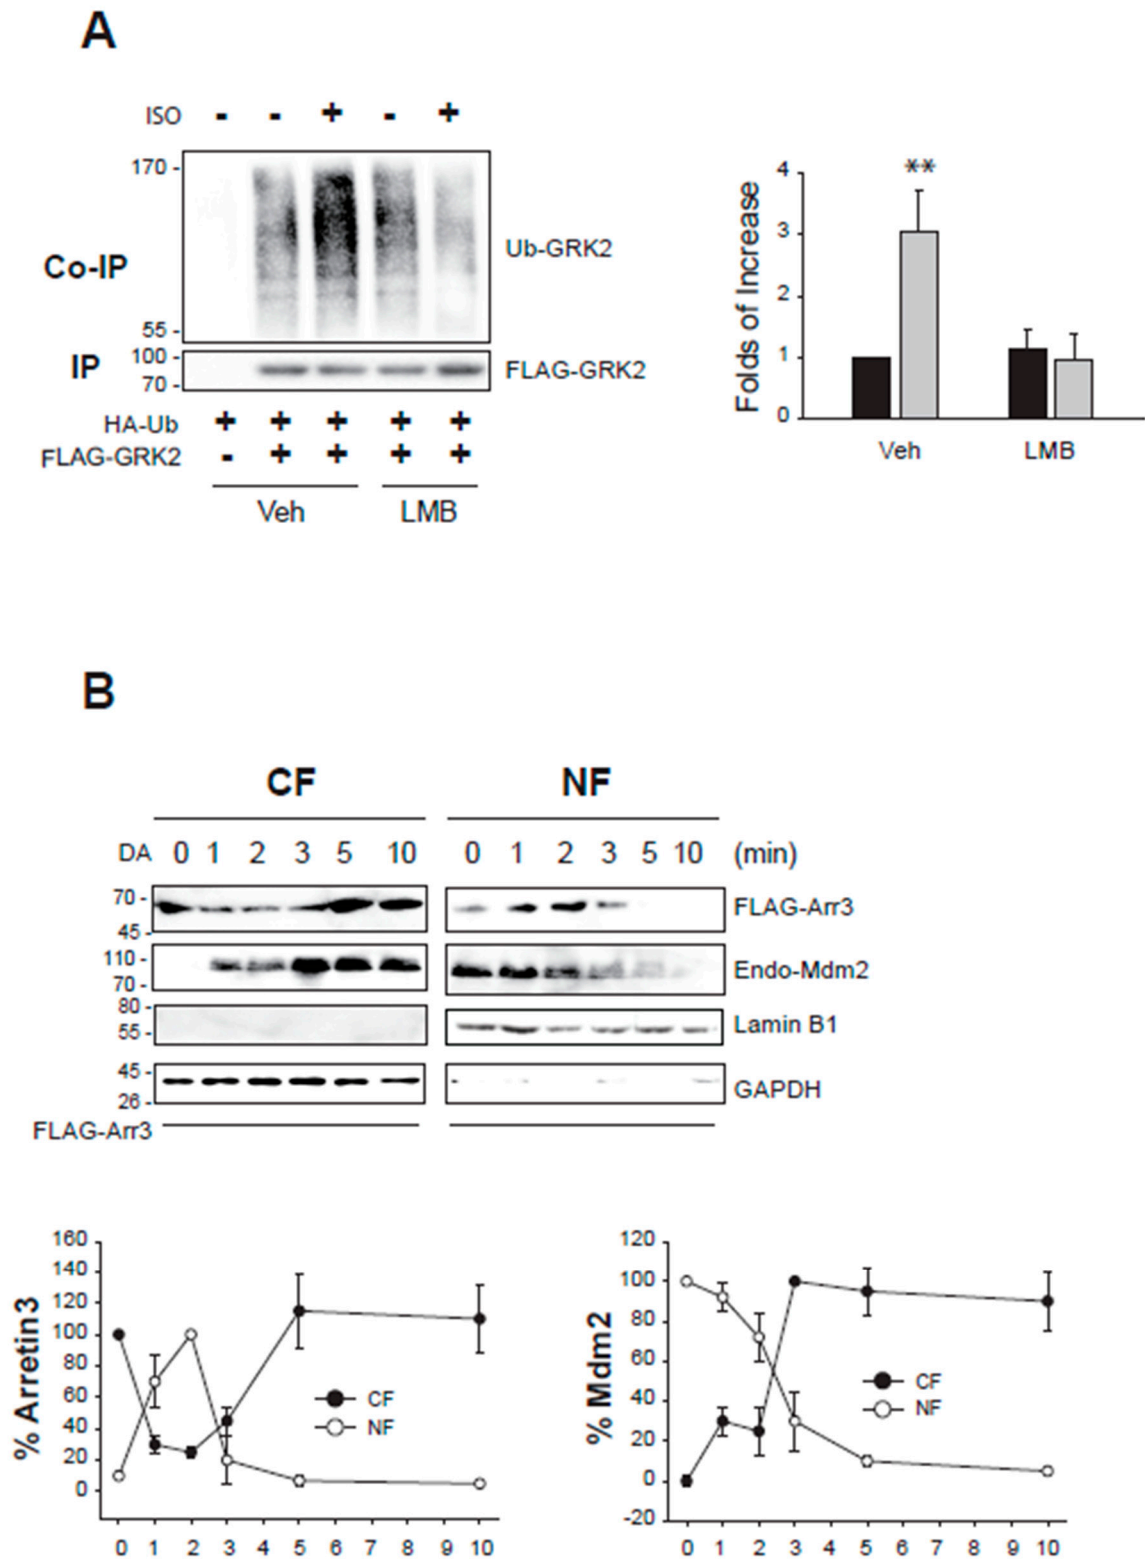 A
ISO - - + - +
170 -
Co-IP
Ub-GRK2
55 -
IP
100 -
70 -
FLAG-GRK2
HA-Ub + + + + +
FLAG-GRK2 - + + + +
Veh LMB
Folds of Increase
4
3
2
1
0
**
Veh LMB
B
CF NF
DA 0 1 2 3 5 10 0 1 2 3 5 10 (min)
70 -
45 -
FLAG-Arr3
110 -
70 -
Endo-Mdm2
80 -
55 -
Lamin B1
45 -
26 -
GAPDH
FLAG-Arr3
% Arretin3
160
140
120
100
80
60
40
20
0
CF
NF
0 1 2 3 4 5 6 7 8 9 10
% Mdm2
120
100
80
60
40
20
0
-20
CF
NF
0 1 2 3 4 5 6 7 8 9 10